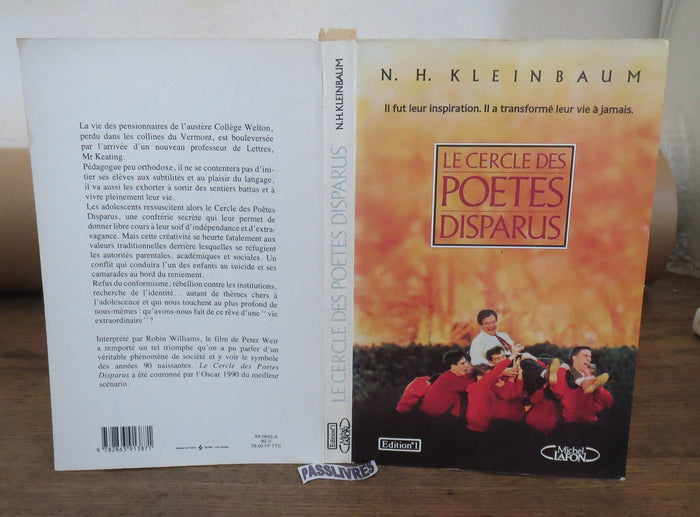 La vie des pensionnaires de l'austère Collège Welton,
perdu dans les collines du Vermont, est bouleversée
par l'arrivée d'un nouveau professeur de Lettres,
Mr Keating.
Pédagogue peu orthodoxe, il ne se contentera pas d'ini-
tier ses élèves aux subtilités et au plaisir du langage,
il va aussi les exhorter à sortir des sentiers battus et à
vivre pleinement leur vie.
Les adolescents ressuscitent alors le Cercle des Poètes
Disparus, une confrérie secrète qui leur permet de
donner libre cours à leur soif d'indépendance et d'extra-
vagance. Mais cette créativité se heurte fatalement aux
valeurs traditionnelles derrière lesquelles se réfugient
les autorités parentales, académiques et sociales. Un
conflit qui conduira l'un des enfants au suicide et ses
camarades au bord du reniement.
Refus du conformisme, rébellion contre les institutions,
recherche de l'identité... autant de thèmes chers à
l'adolescence et qui nous touchent au plus profond de
nous-mêmes : qu'avons-nous fait de ce rêve d'une "vie
extraordinaire" ?
Interprété par Robin Williams, le film de Peter Weir
a remporté un tel triomphe qu'on a pu parler d'un
véritable phénomène de société et y voir le symbole
des années 90 naissantes. Le Cercle des Poètes
Disparus a été couronné par l'Oscar 1990 du meilleur
scénario.
9 782863 913871
49-0642-6
90-V
79,00 FF TTC
N.H. KLEINBAUM
LE CERCLE DES POETES DISPARUS
Edition°1
Michel
LAFON
N. H. KLEINBAUM
Il fut leur inspiration. Il a transformé leur vie à jamais.
LE CERCLE DES
POETES
DISPARUS
Edition°1
Michel
LAFON
PASSLIVRES